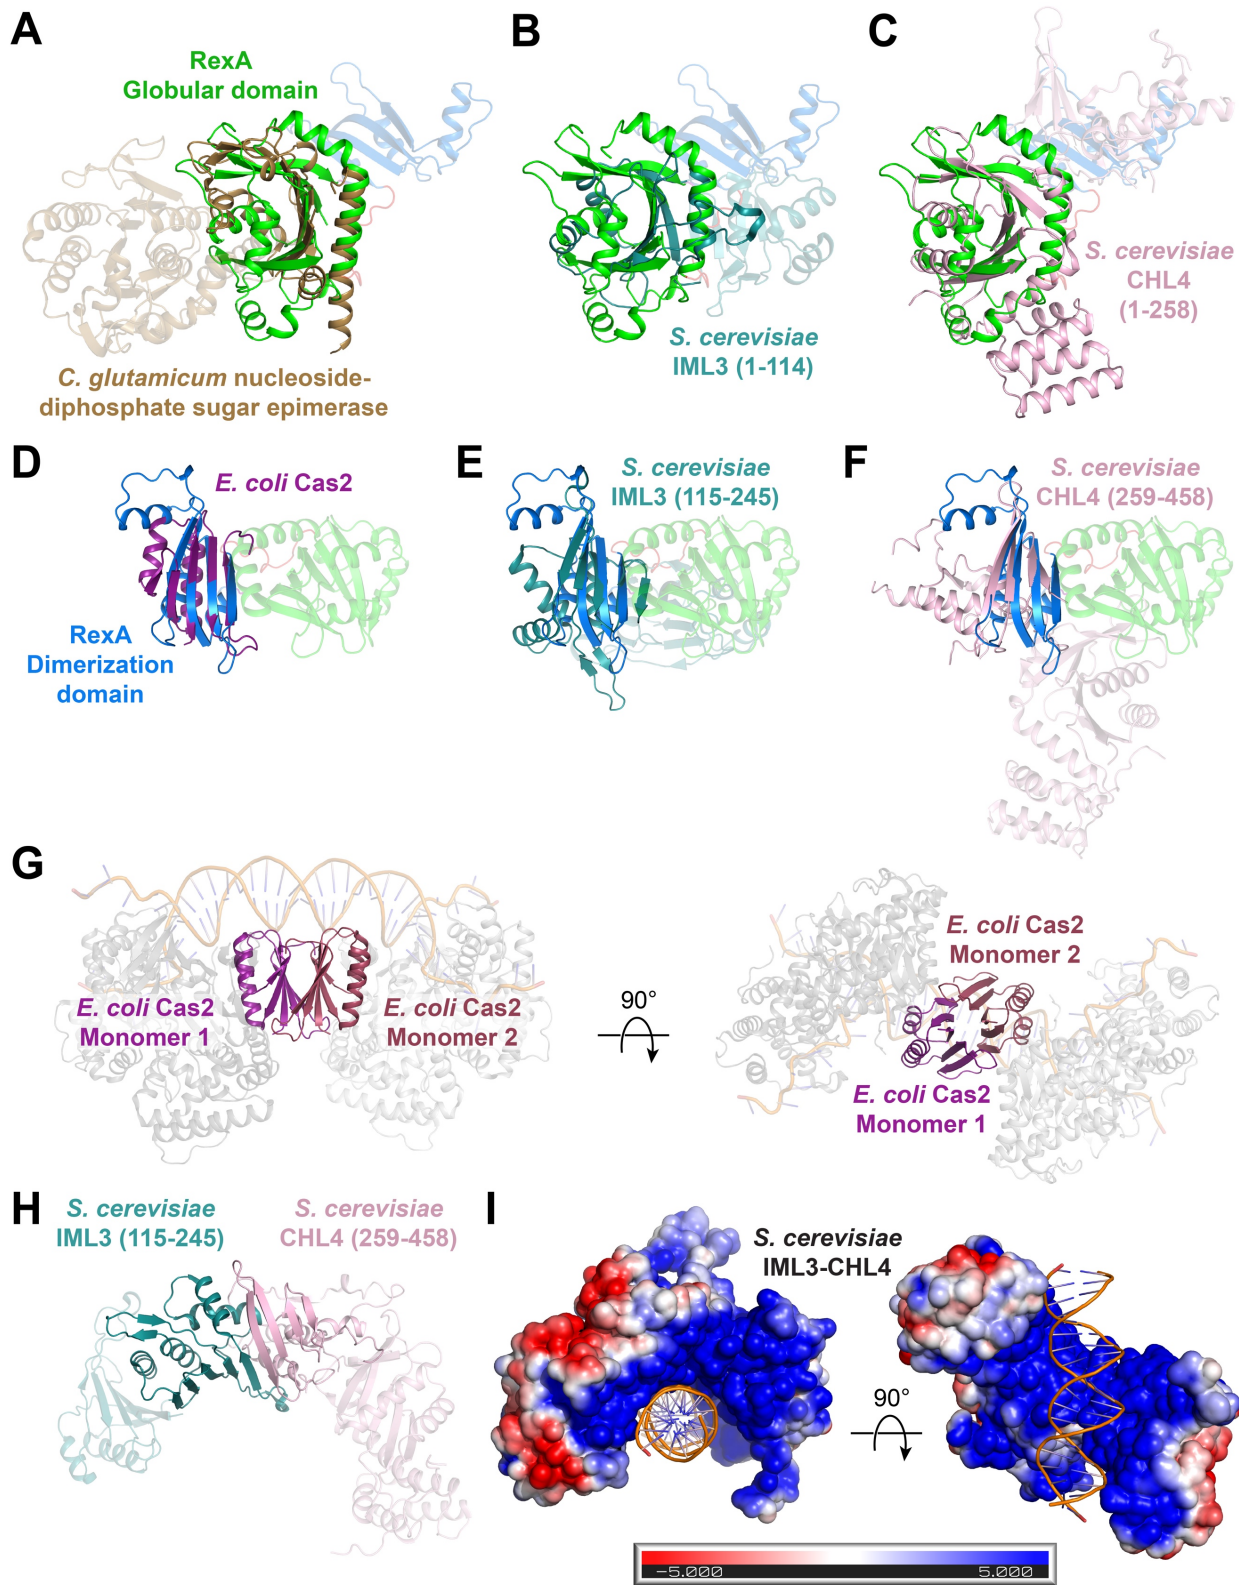 A
RexA
Globular domain
C. glutamicum nucleoside-
diphosphate sugar epimerase
B
S. cerevisiae
IML3 (1-114)
C
S. cerevisiae
CHL4
(1-258)
D
E. coli Cas2
RexA
Dimerization
domain
E
S. cerevisiae
IML3 (115-245)
F
S. cerevisiae
CHL4 (259-458)
G
E. coli Cas2
Monomer 1
E. coli Cas2
Monomer 2
90°
E. coli Cas2
Monomer 2
E. coli Cas2
Monomer 1
H
S. cerevisiae
IML3 (115-245)
S. cerevisiae
CHL4 (259-458)
I
S. cerevisiae
IML3-CHL4
90°
-5.000
5.000